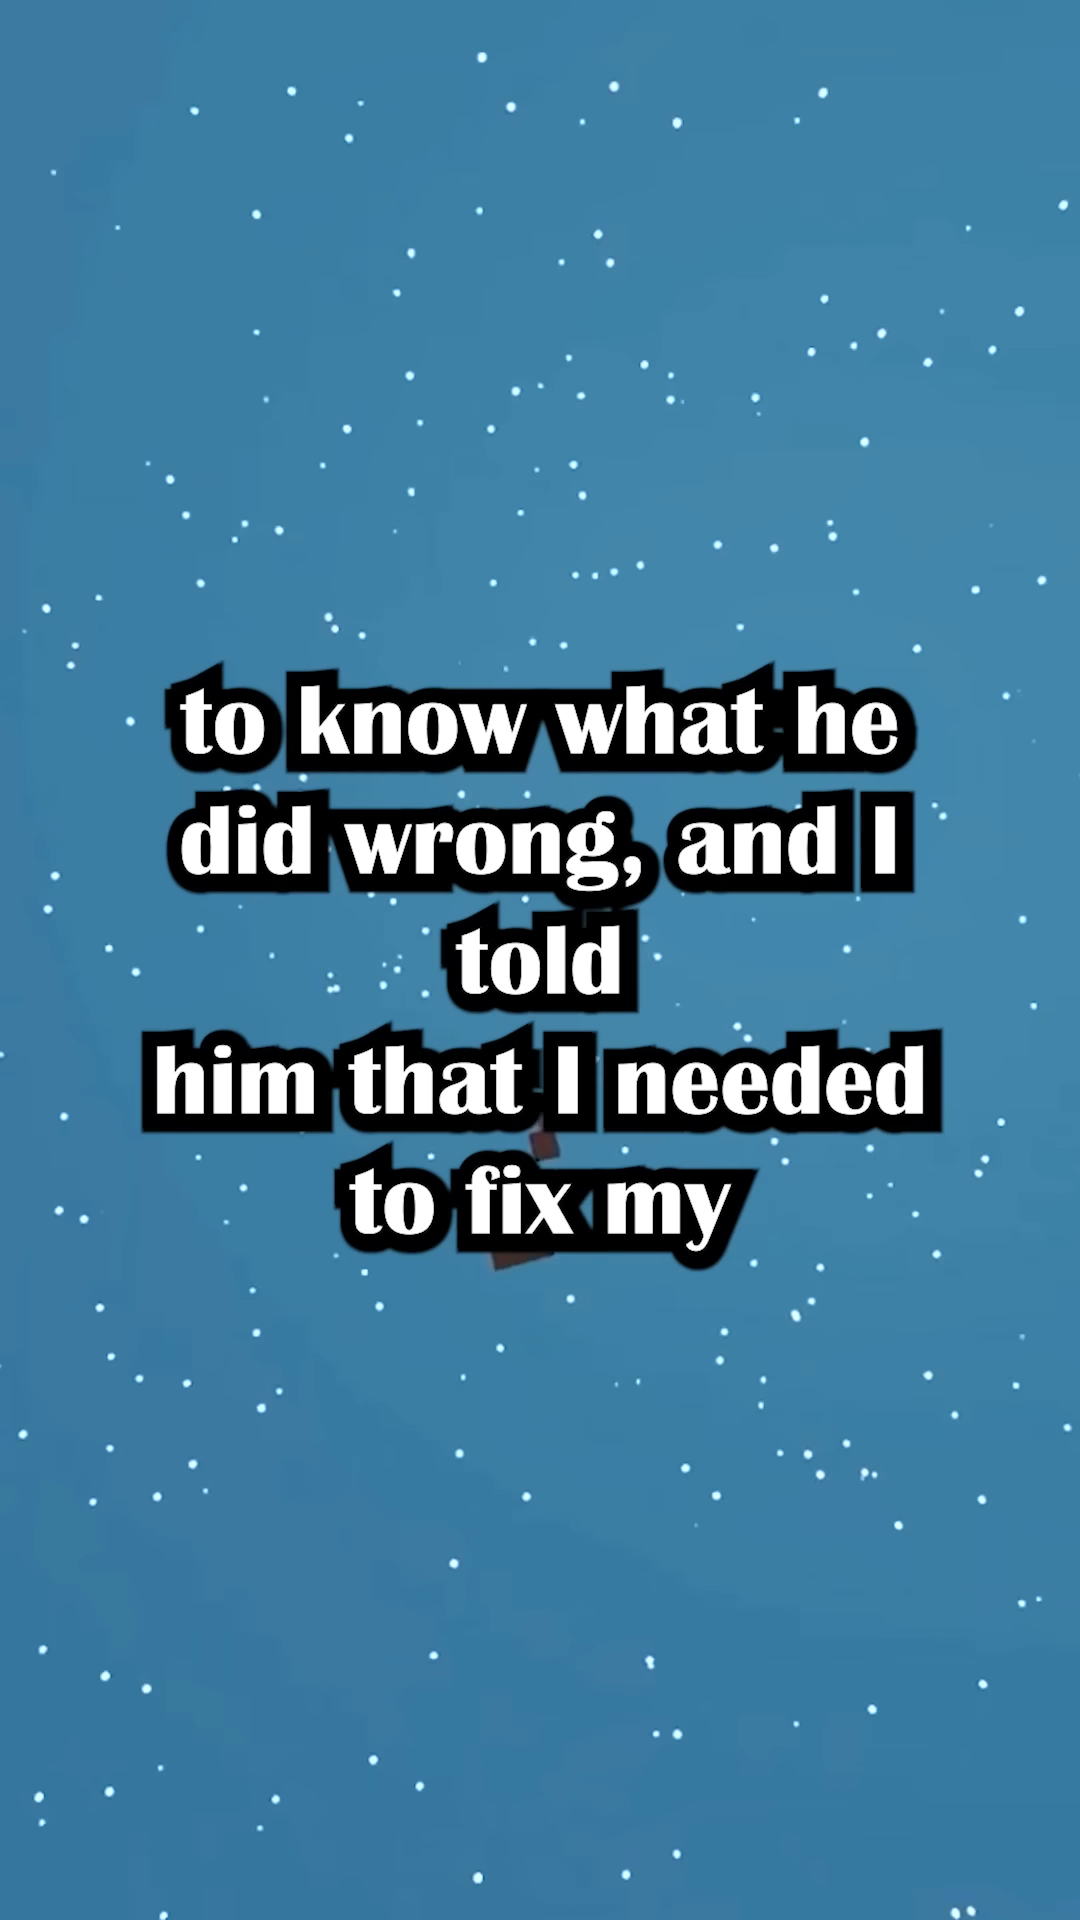 to know what he
did wrong, and I
told
him that I needed
to fix my